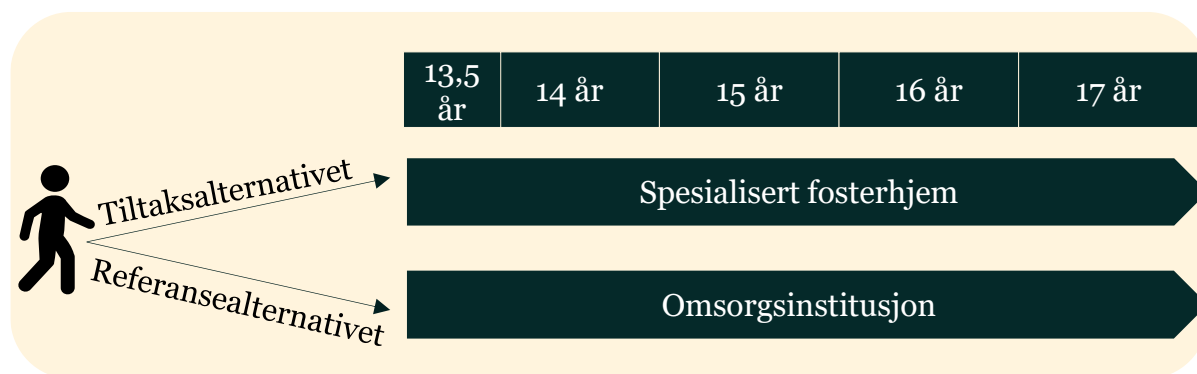 13,5
år
14 år
15 år
16 år
17 år
Tiltaksalternativet
Spesialisert fosterhjem
Referansealternativet
Omsorgsinstitusjon